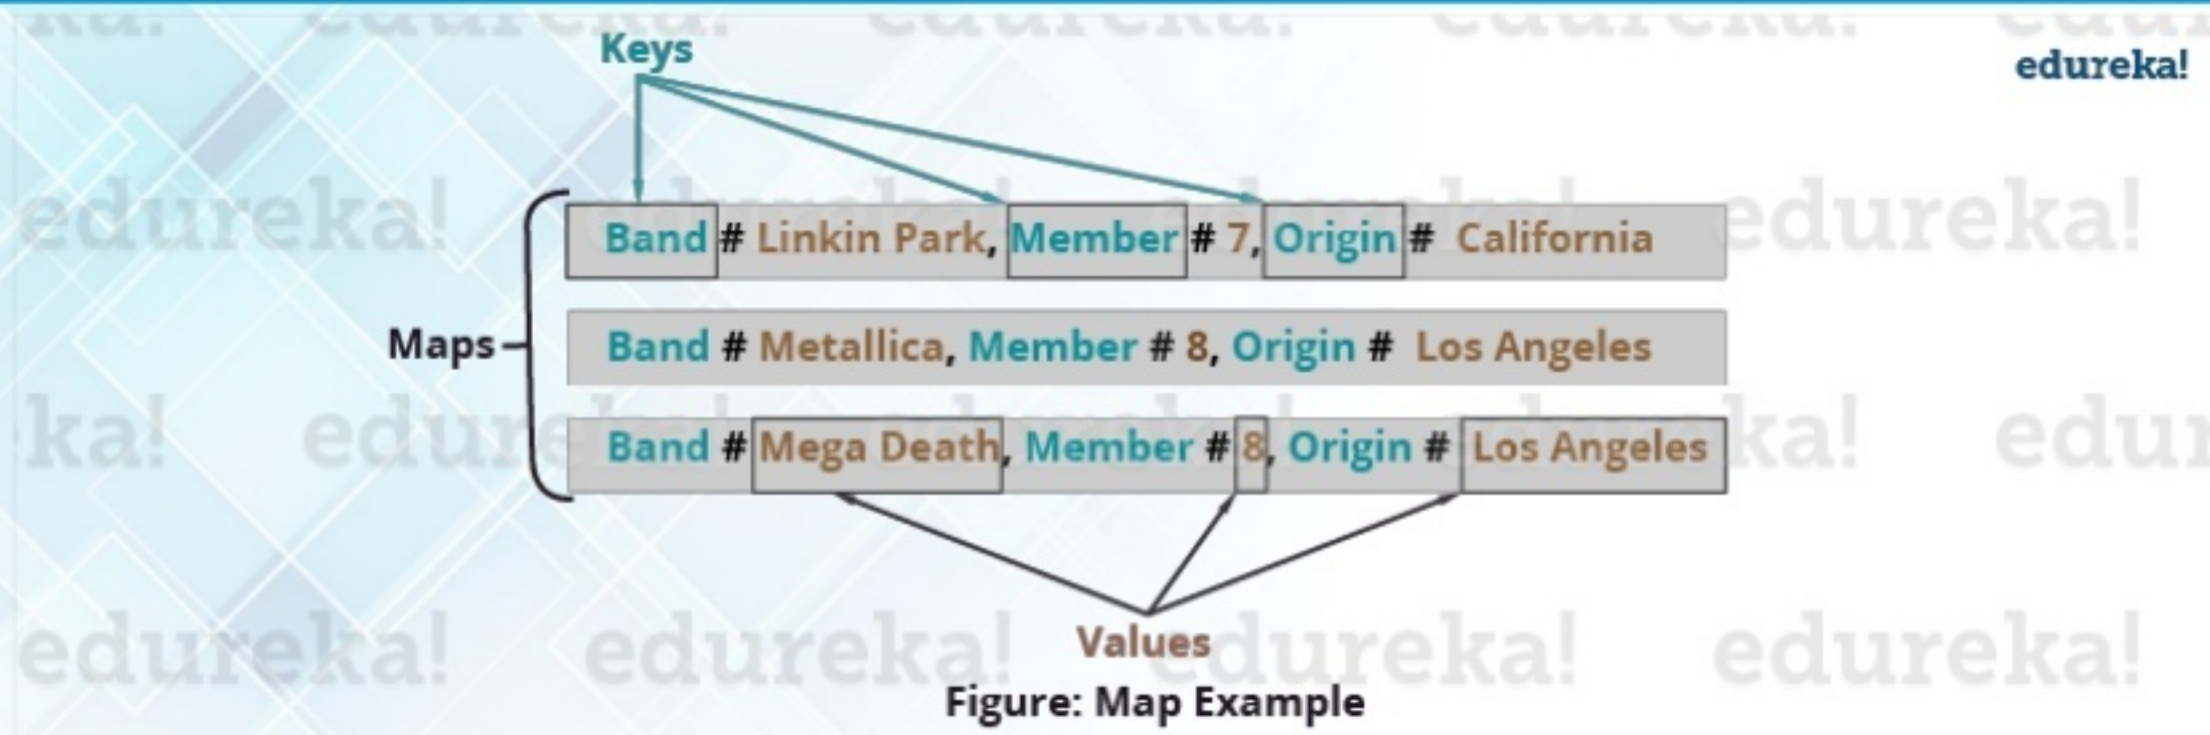 Keys
edureka!
Band # Linkin Park, Member # 7, Origin # California
Maps
Band # Metallica, Member # 8, Origin # Los Angeles
Band # Mega Death, Member # 8, Origin # Los Angeles
Values
Figure: Map Example